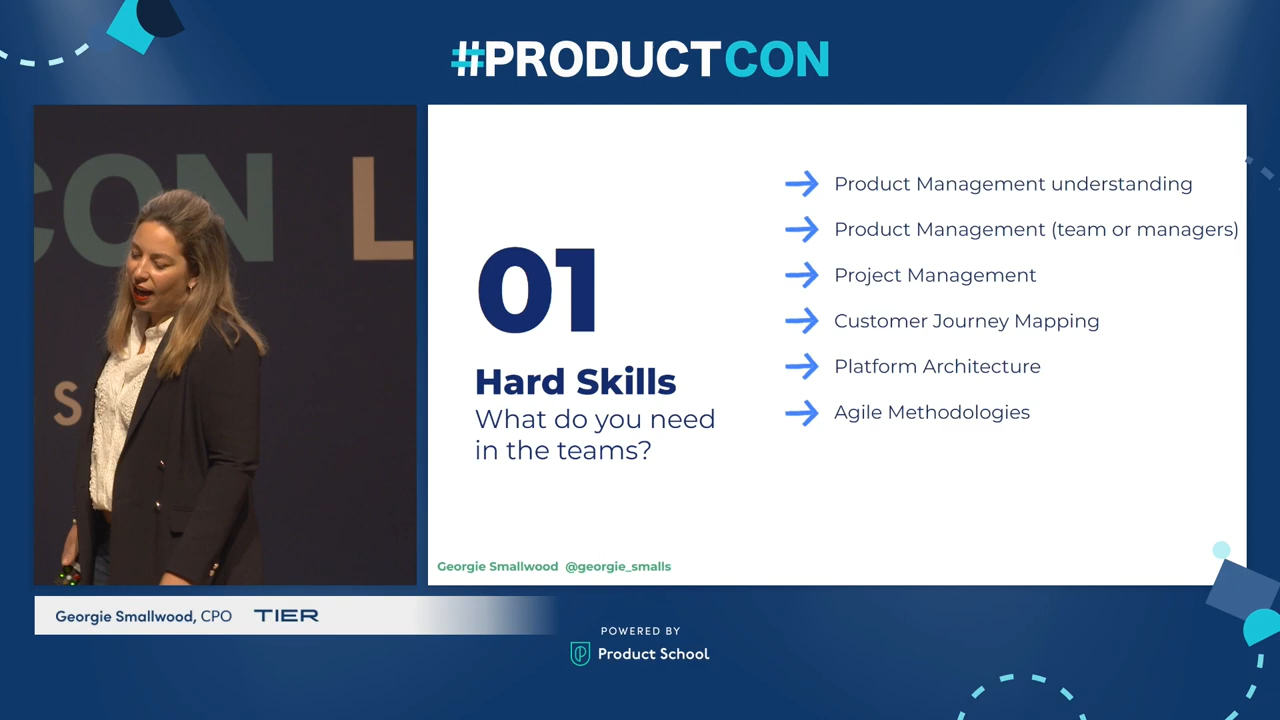 #PRODUCTCON
CON L
S
01
Hard Skills
What do you need
in the teams?
Product Management understanding
Product Management (team or managers)
Project Management
Customer Journey Mapping
Platform Architecture
Agile Methodologies
Georgie Smallwood @georgie_smalls
Georgie Smallwood, CPO TIER
POWERED BY
Product School